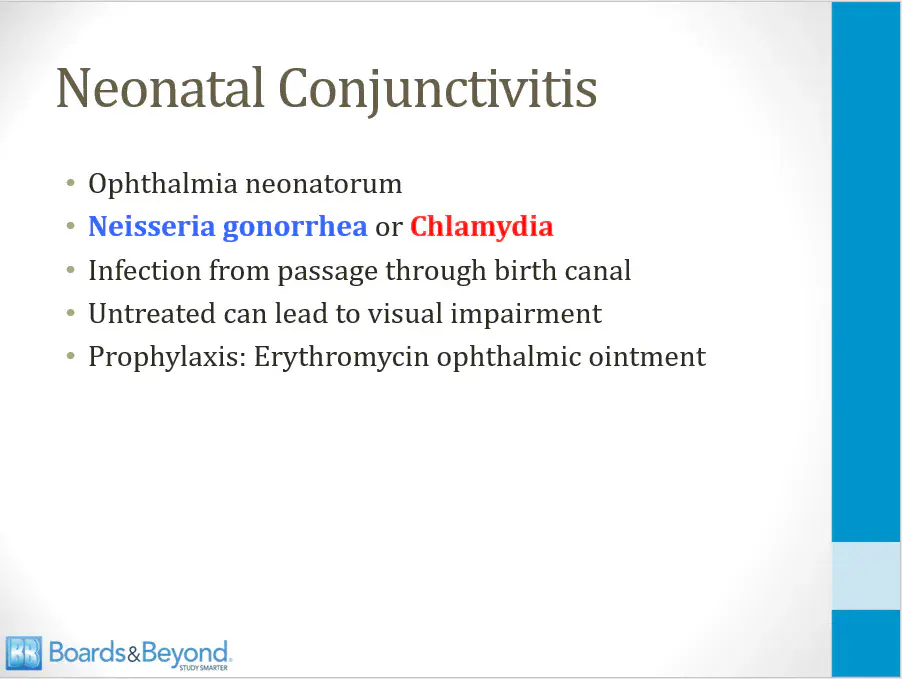 Neonatal Conjunctivitis
• Ophthalmia neonatorum
• Neisseria gonorrhea or Chlamydia
• Infection from passage through birth canal
• Untreated can lead to visual impairment
• Prophylaxis: Erythromycin ophthalmic ointment
BB Boards&Beyond.
STUDY SMARTER